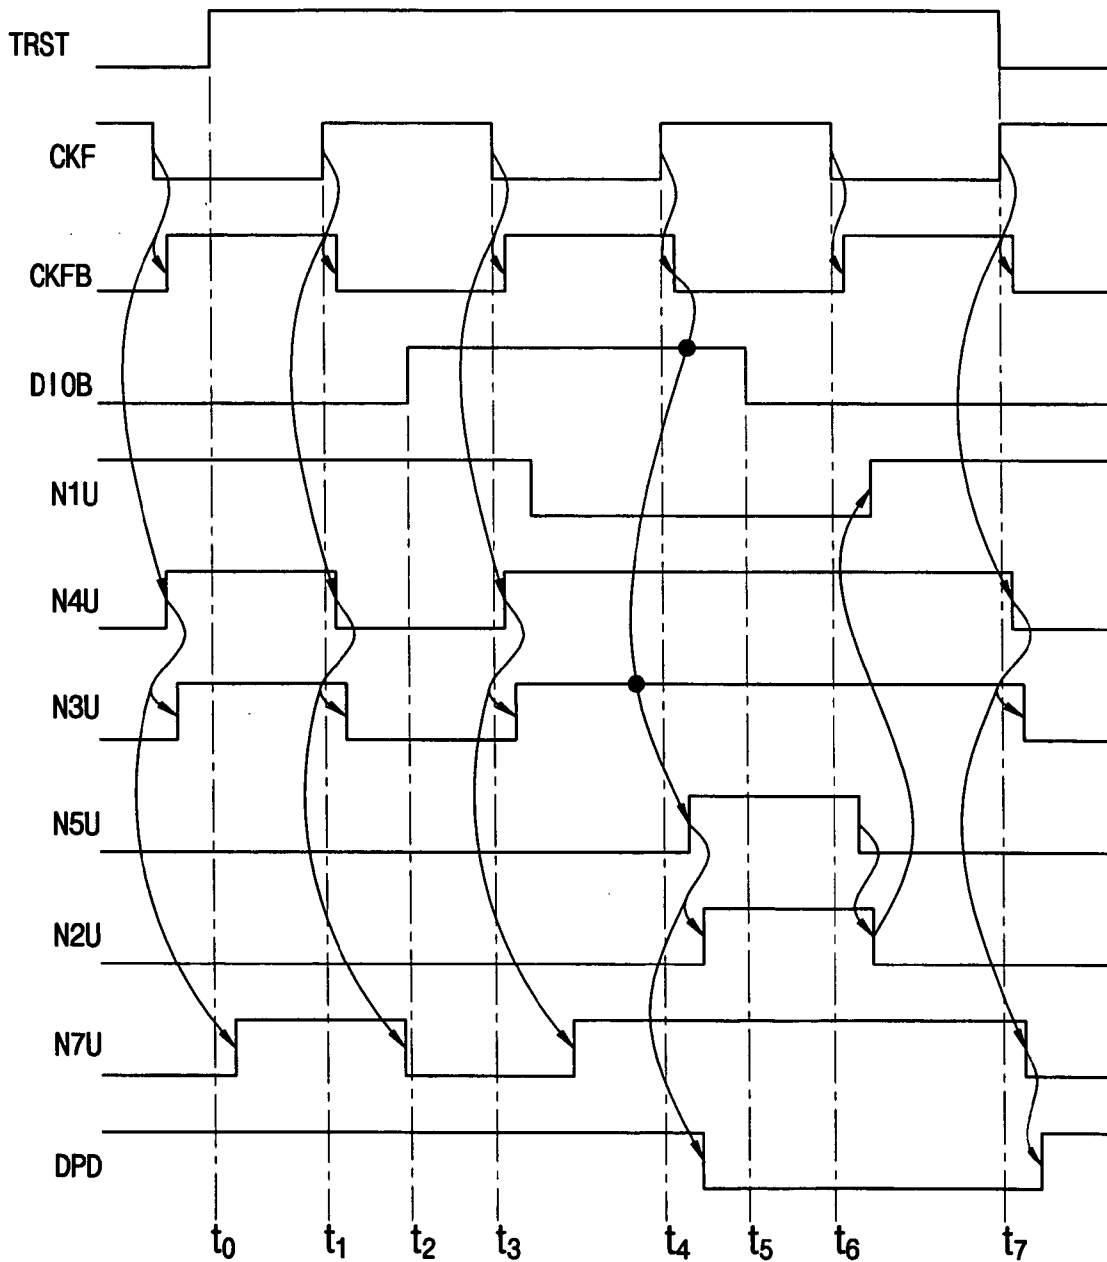 TRST
CKF
CKFB
DIOB
N1U
N4U
N3U
N5U
N2U
N7U
DPD
t0 t1 t2 t3 t4 t5 t6 t7